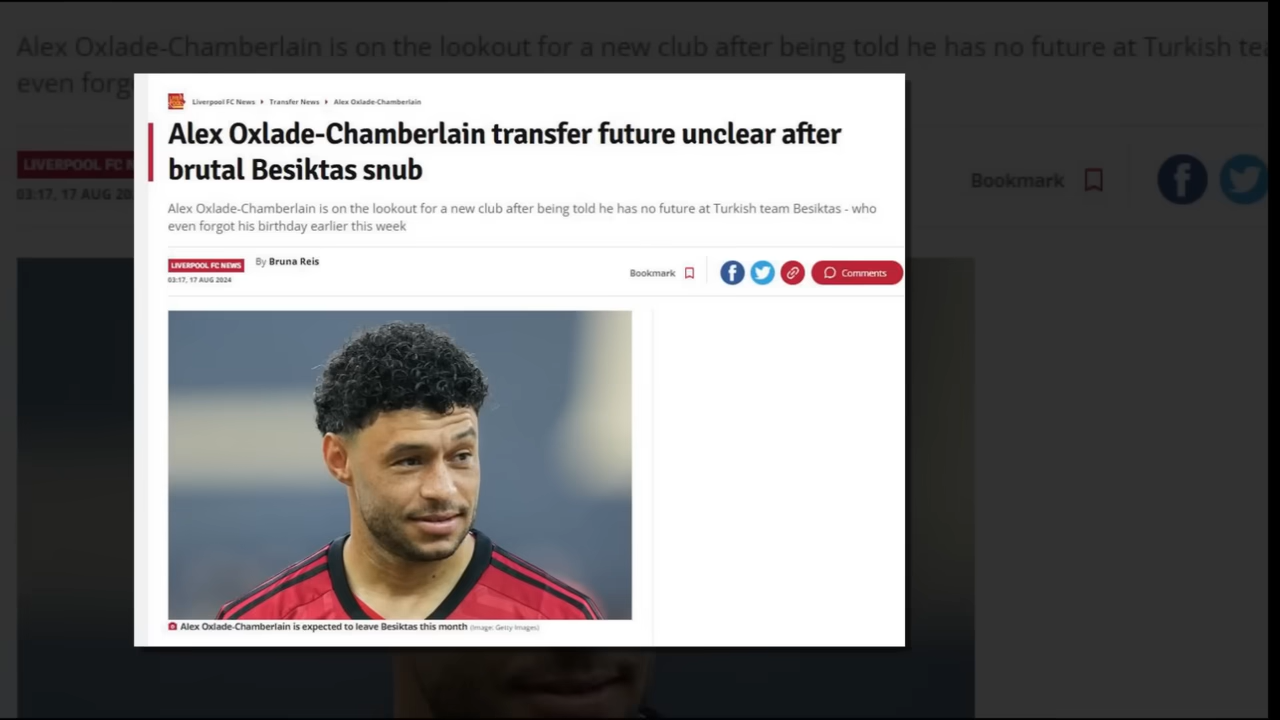 Alex Oxlade-Chamberlain is on the lookout for a new club after being told he has no future at Turkish tea
even forg
LIVERPOOL FC N
03:17, 17 AUG 20
Bookmark
Liverpool FC News Transfer News Alex Oxlade-Chamberlain
Alex Oxlade-Chamberlain transfer future unclear after
brutal Besiktas snub
Alex Oxlade-Chamberlain is on the lookout for a new club after being told he has no future at Turkish team Besiktas - who
even forgot his birthday earlier this week
LIVERPOOL FC NEWS By Bruna Reis
03:17, 17 AUG 2024
Bookmark Comments
Alex Oxlade-Chamberlain is expected to leave Besiktas this month (Image: Getty Images)